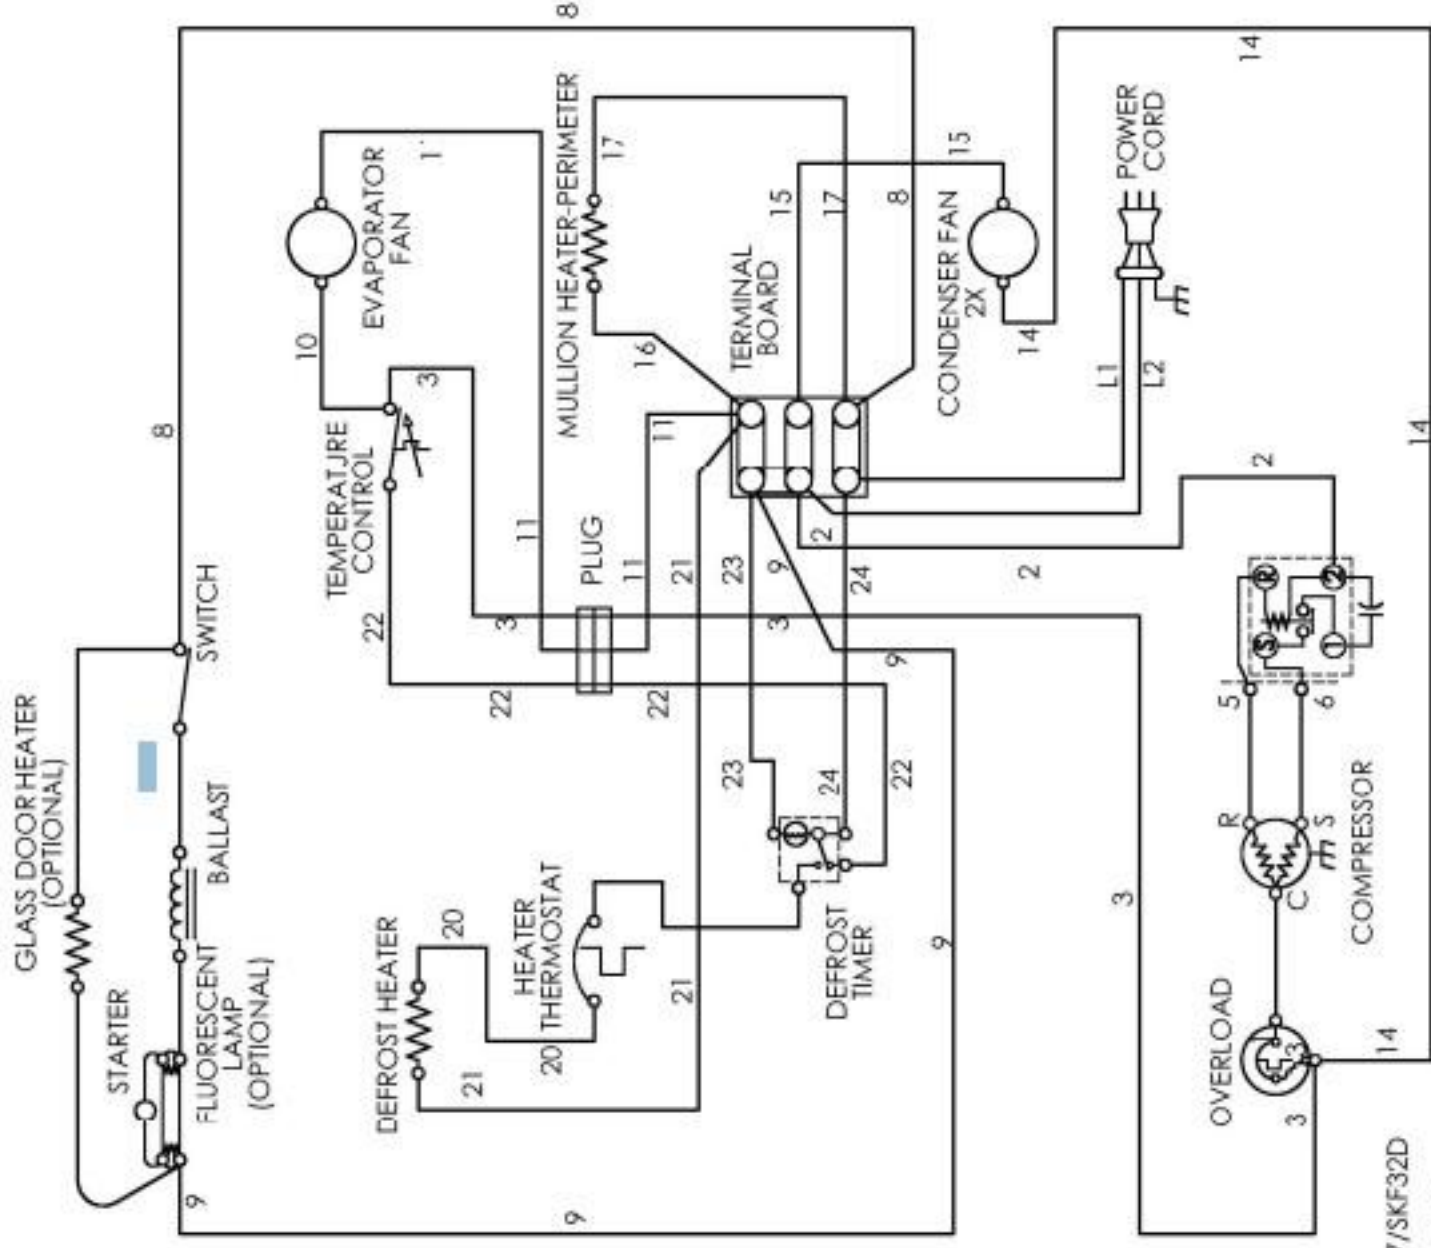 GLASS DOOR HEATER
(OPTIONAL)
STARTER
8
9
FLUORESCENT
LAMP
(OPTIONAL)
BALLAST
SWITCH
10
TEMPERATJRE
CONTROL
22
EVAPORATOR
FAN
DEFROST HEATER
3
1
20
21
22
3
11
HEATER
THERMOSTAT
20
PLUG
MULLION HEATER-PERIMETER
8
9
17
16
11
22
11
21
21
23
23
TERMINAL
BOARD
9
3
15
2
24
24
17
DEFROST
TIMER
22
9
8
9
CONDENSER FAN
2X
15
14
2
3
L1
L2
POWER
CORD
OVERLOAD
3
3
C
R
S
COMPRESSOR
5
6
R
S
2
1
2
14
14
14
7/SKF32D